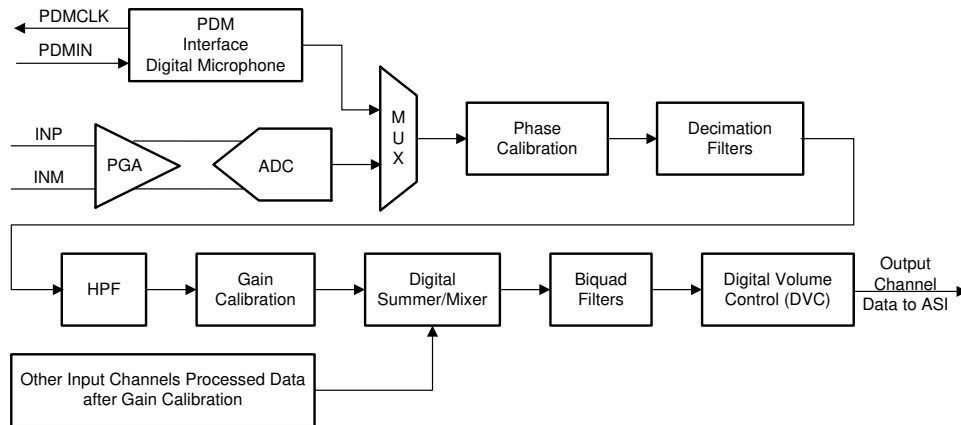 PDMCLK
PDMIN
PDM
Interface
Digital Microphone
INP
INM
PGA
ADC
M
U
X
Phase
Calibration
Decimation
Filters
HPF
Gain
Calibration
Digital
Summer/Mixer
Biquad
Filters
Digital Volume
Control (DVC)
Output
Channel
Data to ASI
Other Input Channels Processed Data
after Gain Calibration